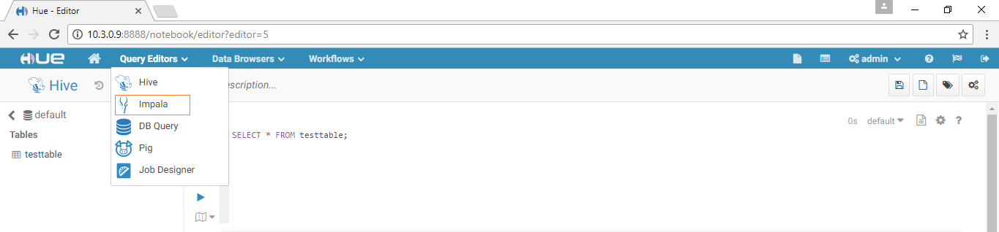 Hue - Editor
10.3.0.9:8888/notebook/editor?editor=5
HUE Query Editors Data Browsers Workflows admin
Hive escription...
Hive
Impala
DB Query
Pig
Job Designer
default
Tables
testtable
0s default
SELECT * FROM testtable;